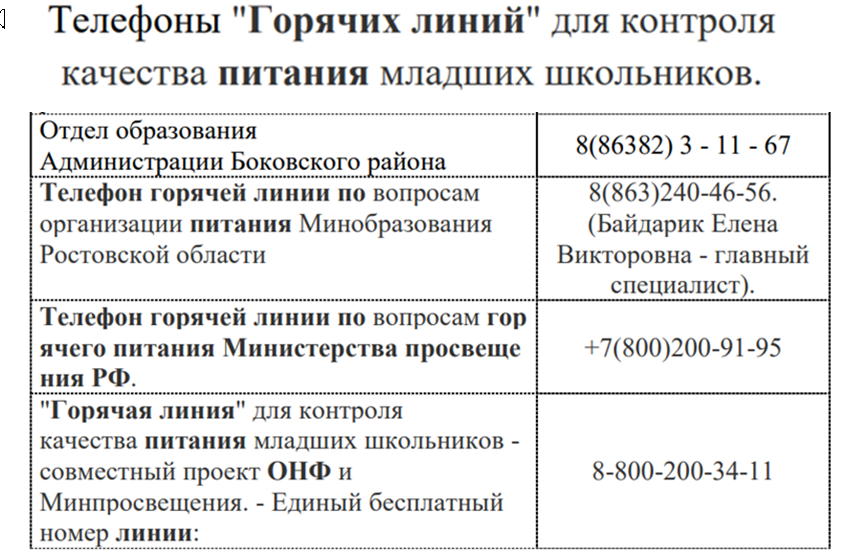 Телефоны "Горячих линий" для контроля
качества питания младших школьников.
Отдел образования
Администрации Боковского района
8(86382) 3 - 11 - 67
Телефон горячей линии по вопросам
организации питания Минобразования
Ростовской области
8(863)240-46-56.
(Байдарик Елена
Викторовна - главный
специалист).
Телефон горячей линии по вопросам гор
ячего питания Министерства просвеще
ния РФ.
+7(800)200-91-95
"Горячая линия" для контроля
качества питания младших школьников -
совместный проект ОНФ и
Минпросвещения. - Единый бесплатный
номер линии:
8-800-200-34-11